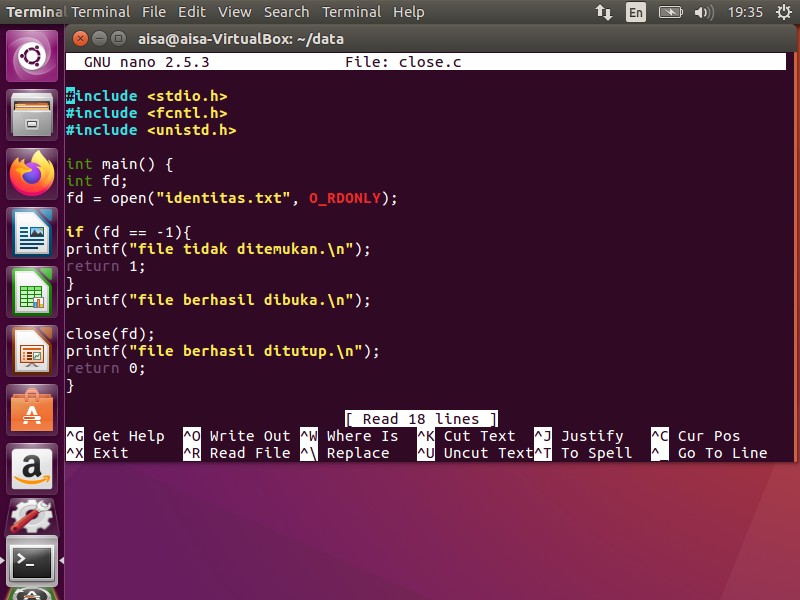 Terminal Terminal File Edit View Search Terminal Help En 19:35
aisa@aisa-VirtualBox: ~/data
GNU nano 2.5.3 File: close.c
#include <stdio.h>
#include <fcntl.h>
#include <unistd.h>
int main() {
int fd;
fd = open("identitas.txt", O_RDONLY);
if (fd == -1){
printf("file tidak ditemukan.\n");
return 1;
}
printf("file berhasil dibuka.\n");
close(fd);
printf("file berhasil ditutup.\n");
return 0;
}
[ Read 18 lines ]
^G Get Help ^O Write Out ^W Where Is ^K Cut Text ^J Justify ^C Cur Pos
^X Exit ^R Read File ^\ Replace ^U Uncut Text ^T To Spell ^_ Go To Line